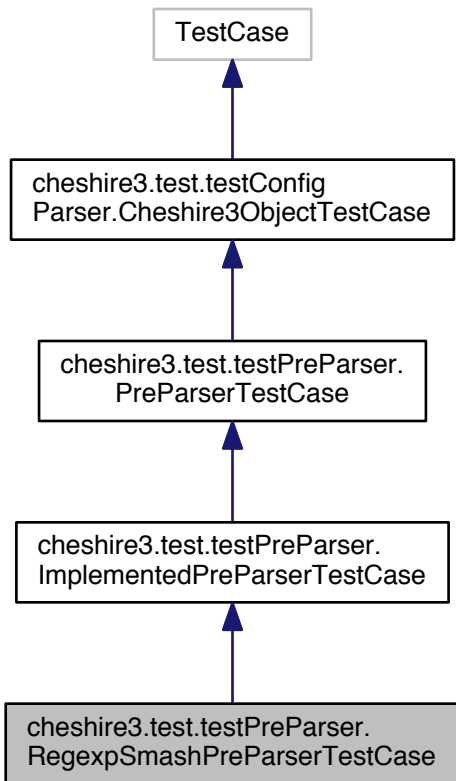 TestCase
cheshire3.test.testConfig
Parser.Cheshire3ObjectTestCase
cheshire3.test.testPreParser.
PreParserTestCase
cheshire3.test.testPreParser.
ImplementedPreParserTestCase
cheshire3.test.testPreParser.
RegexpSmashPreParserTestCase